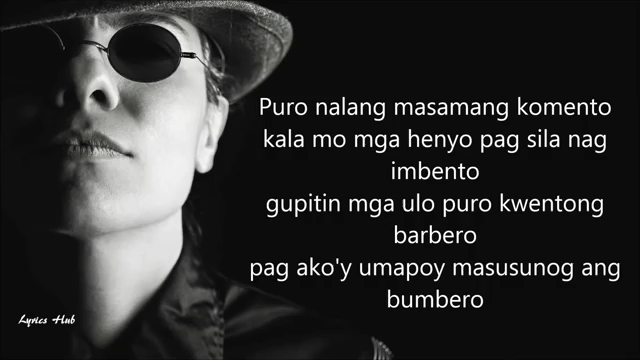 Puro nalang masamang komento
kala mo mga henyo pag sila nag
imbento
gupitin mga ulo puro kwentong
barbero
pag ako'y umapoy masusunog ang
bumbero
Lyrics Hub